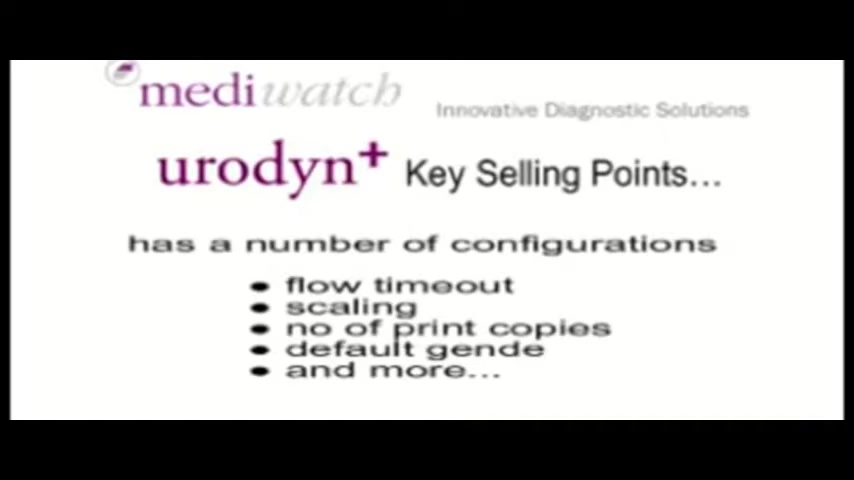 mediwatch
Innovative Diagnostic Solutions
urodyn+ Key Selling Points...
has a number of configurations
• flow timeout
• scaling
• no of print copies
• default gende
• and more...